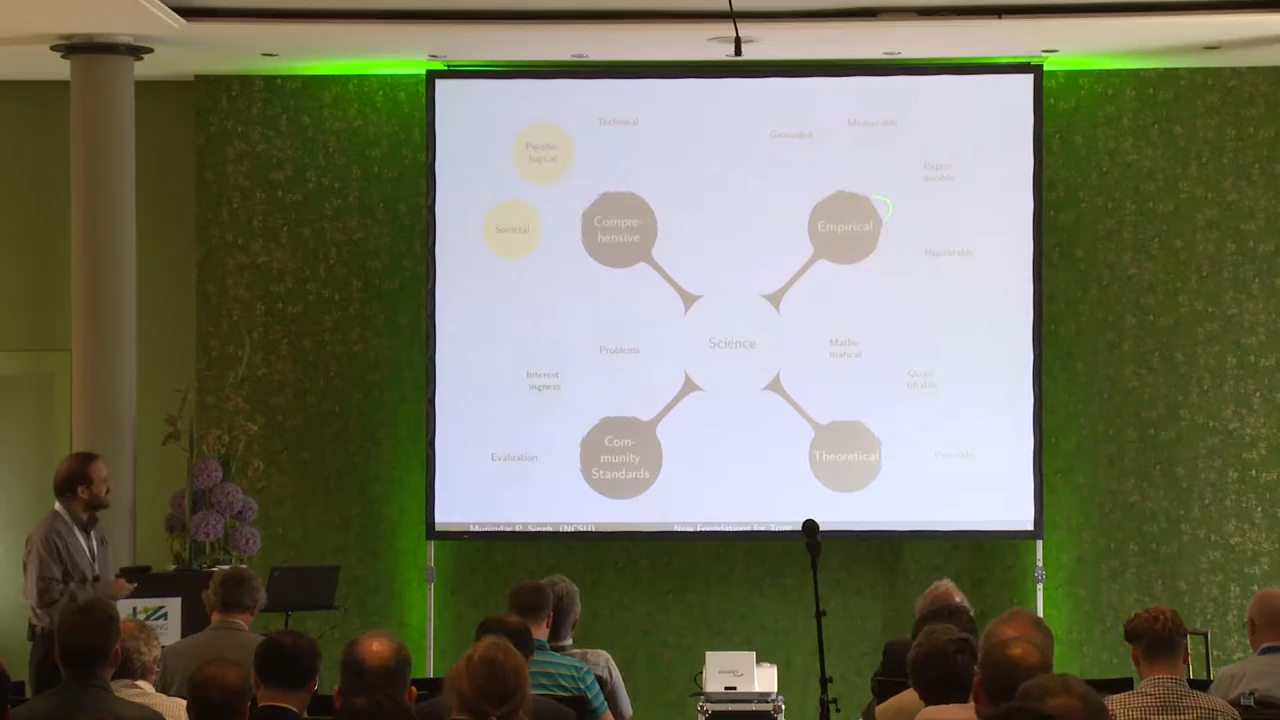 Technical
Measurable
Grounded
Psycho-
logical
Repro-
ducible
Compre-
hensive
Empirical
Societal
Repeatable
Science
Problems
Mathe-
matical
Interest-
ingness
Quan-
tifiable
Com-
munity
Standards
Theoretical
Evaluation
Provable
Munindar P. Singh (NCSU)
New Foundations for Trust